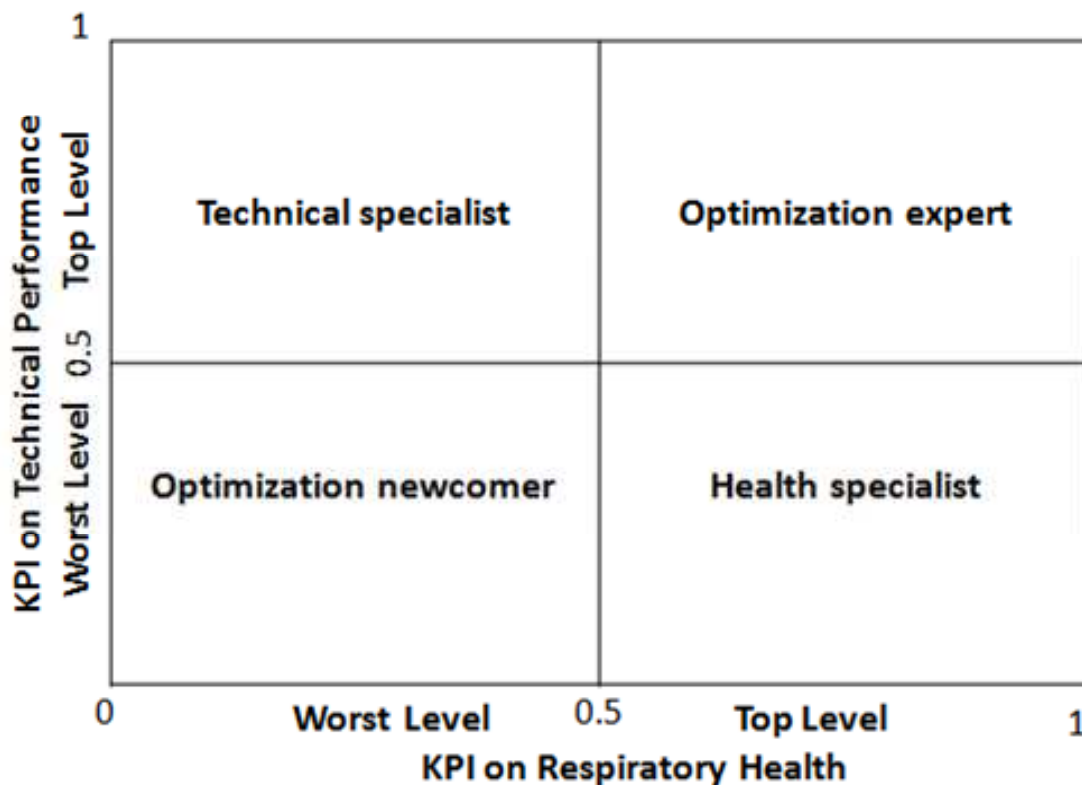 1
KPI on Technical Performance
Worst Level 0.5 Top Level
Technical specialist
Optimization expert
Optimization newcomer
Health specialist
0
Worst Level
0.5
Top Level
1
KPI on Respiratory Health